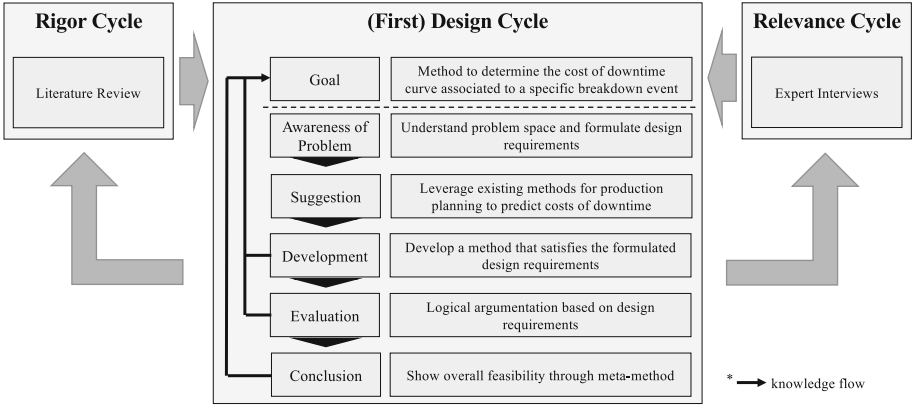 Rigor Cycle
Literature Review
(First) Design Cycle
Goal
Method to determine the cost of downtime
curve associated to a specific breakdown event
Awareness of
Problem
Understand problem space and formulate design
requirements
Suggestion
Leverage existing methods for production
planning to predict costs of downtime
Development
Develop a method that satisfies the formulated
design requirements
Evaluation
Logical argumentation based on design
requirements
Conclusion
Show overall feasibility through meta-method
Relevance Cycle
Expert Interviews
* knowledge flow